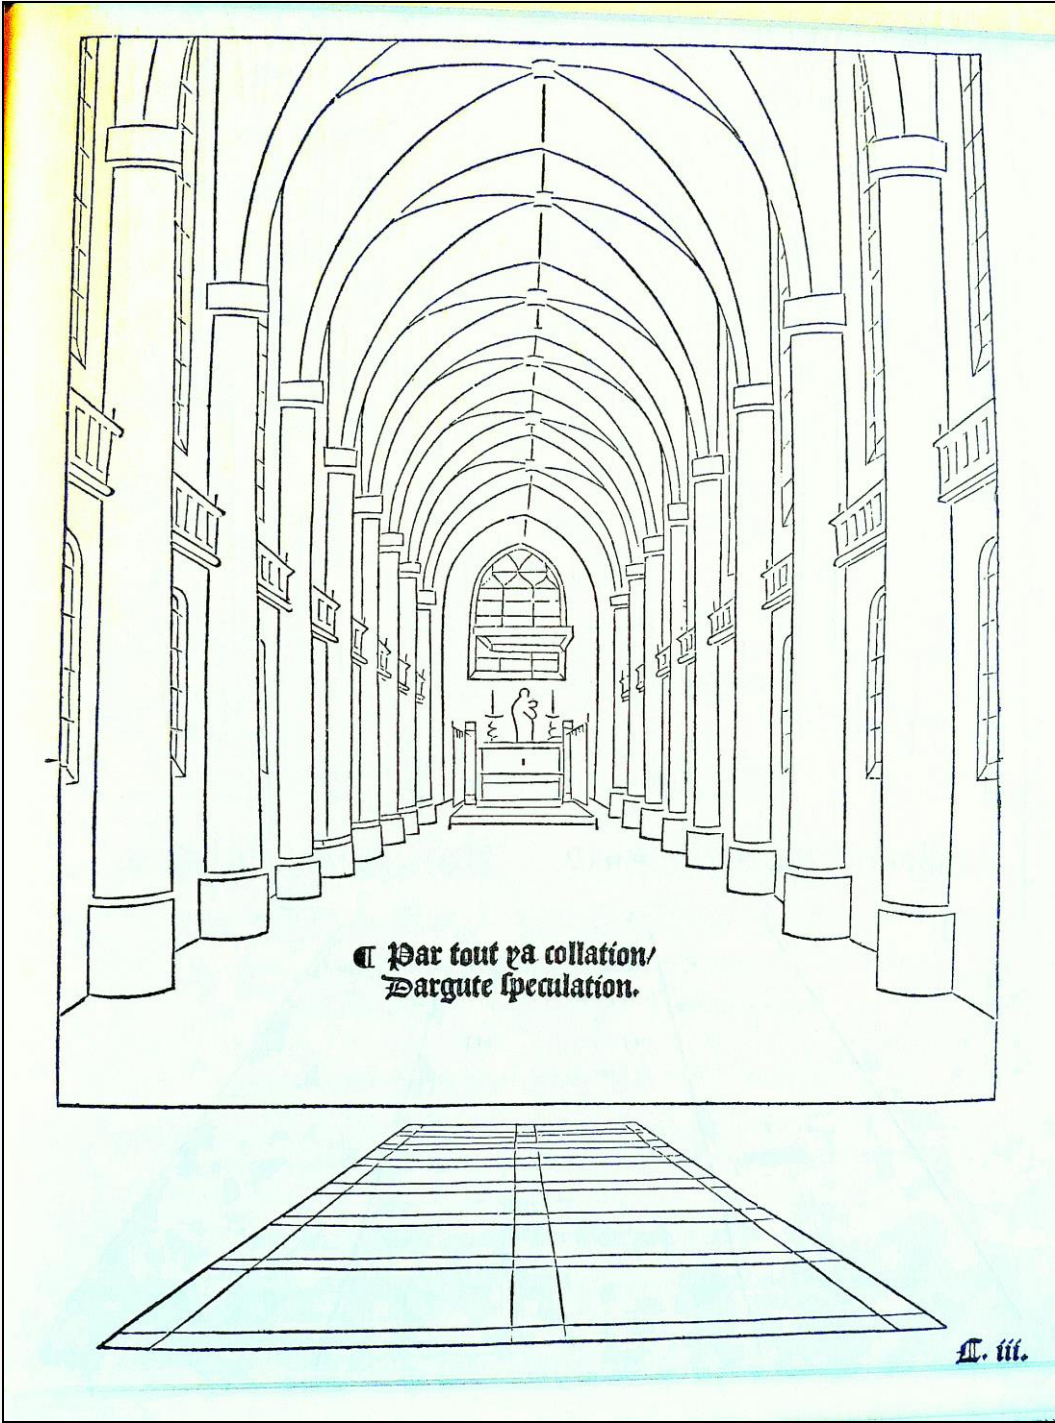 ¶ Par tout ya collation/
Dargute speculation.
C. iii.